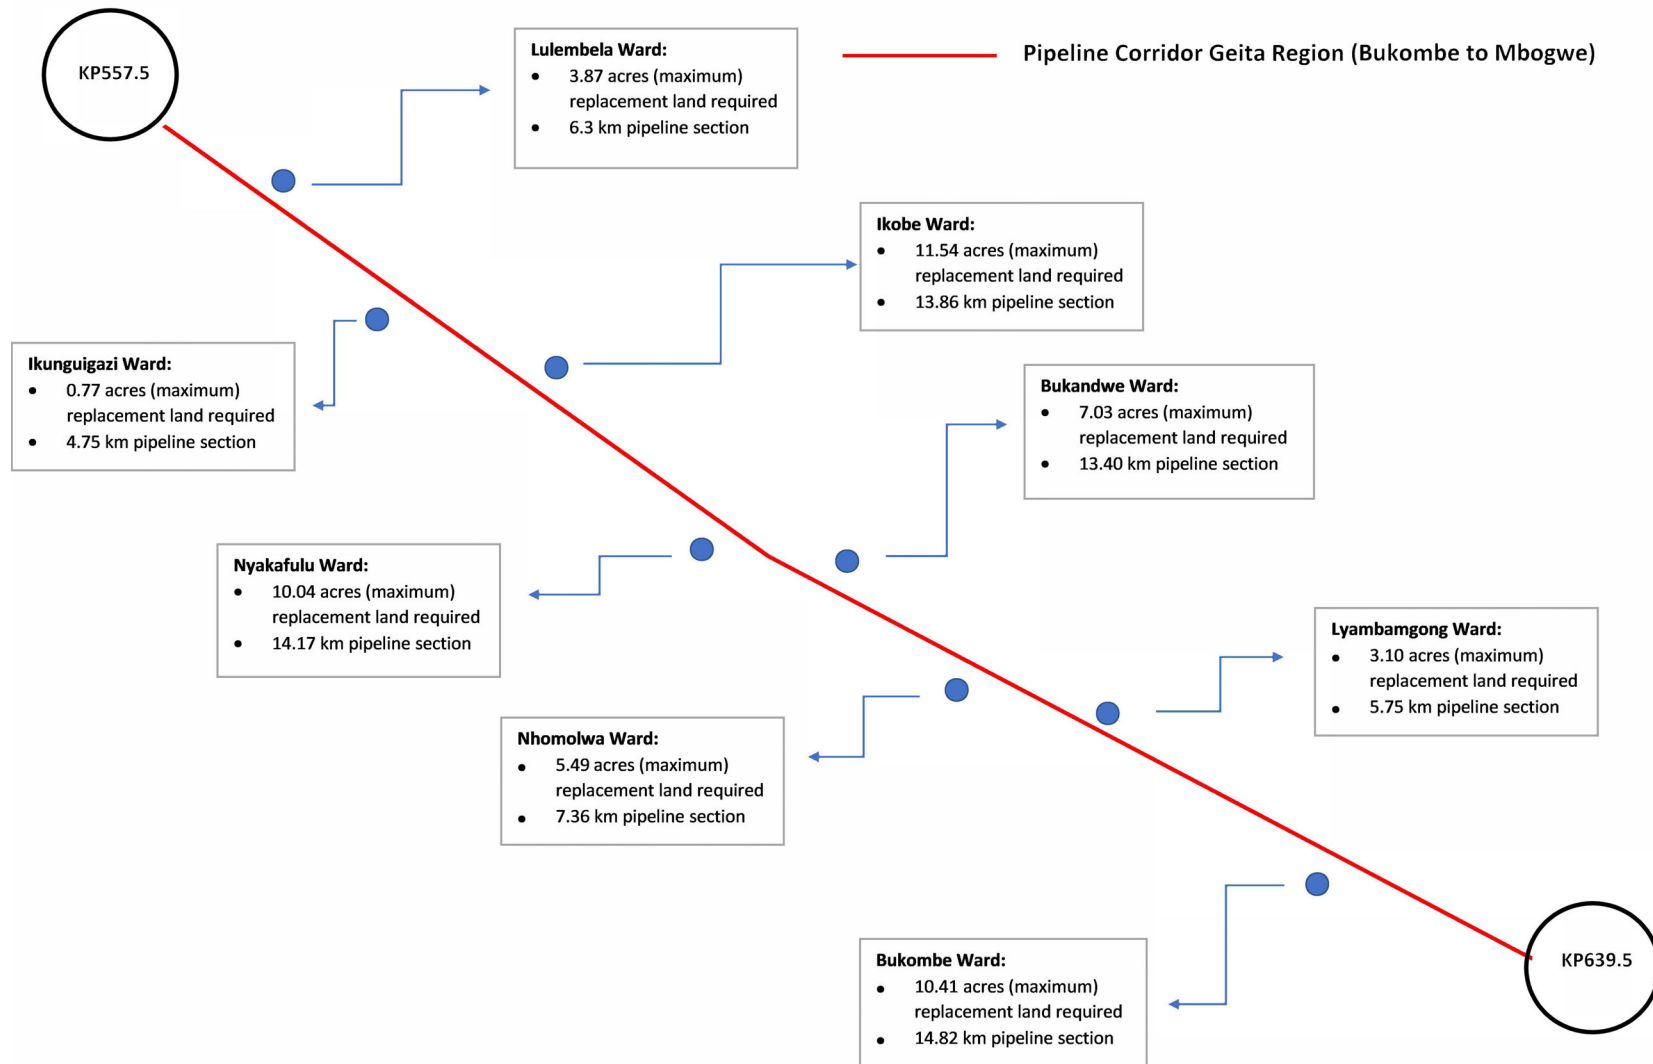 KP557.5
Lulembela Ward:
• 3.87 acres (maximum)
replacement land required
• 6.3 km pipeline section
Pipeline Corridor Geita Region (Bukombe to Mbogwe)
Ikobe Ward:
• 11.54 acres (maximum)
replacement land required
• 13.86 km pipeline section
Ikunguigazi Ward:
• 0.77 acres (maximum)
replacement land required
• 4.75 km pipeline section
Bukandwe Ward:
• 7.03 acres (maximum)
replacement land required
• 13.40 km pipeline section
Nyakafulu Ward:
• 10.04 acres (maximum)
replacement land required
• 14.17 km pipeline section
Lyambamgong Ward:
• 3.10 acres (maximum)
replacement land required
• 5.75 km pipeline section
Nhomolwa Ward:
• 5.49 acres (maximum)
replacement land required
• 7.36 km pipeline section
Bukombe Ward:
• 10.41 acres (maximum)
replacement land required
• 14.82 km pipeline section
KP639.5